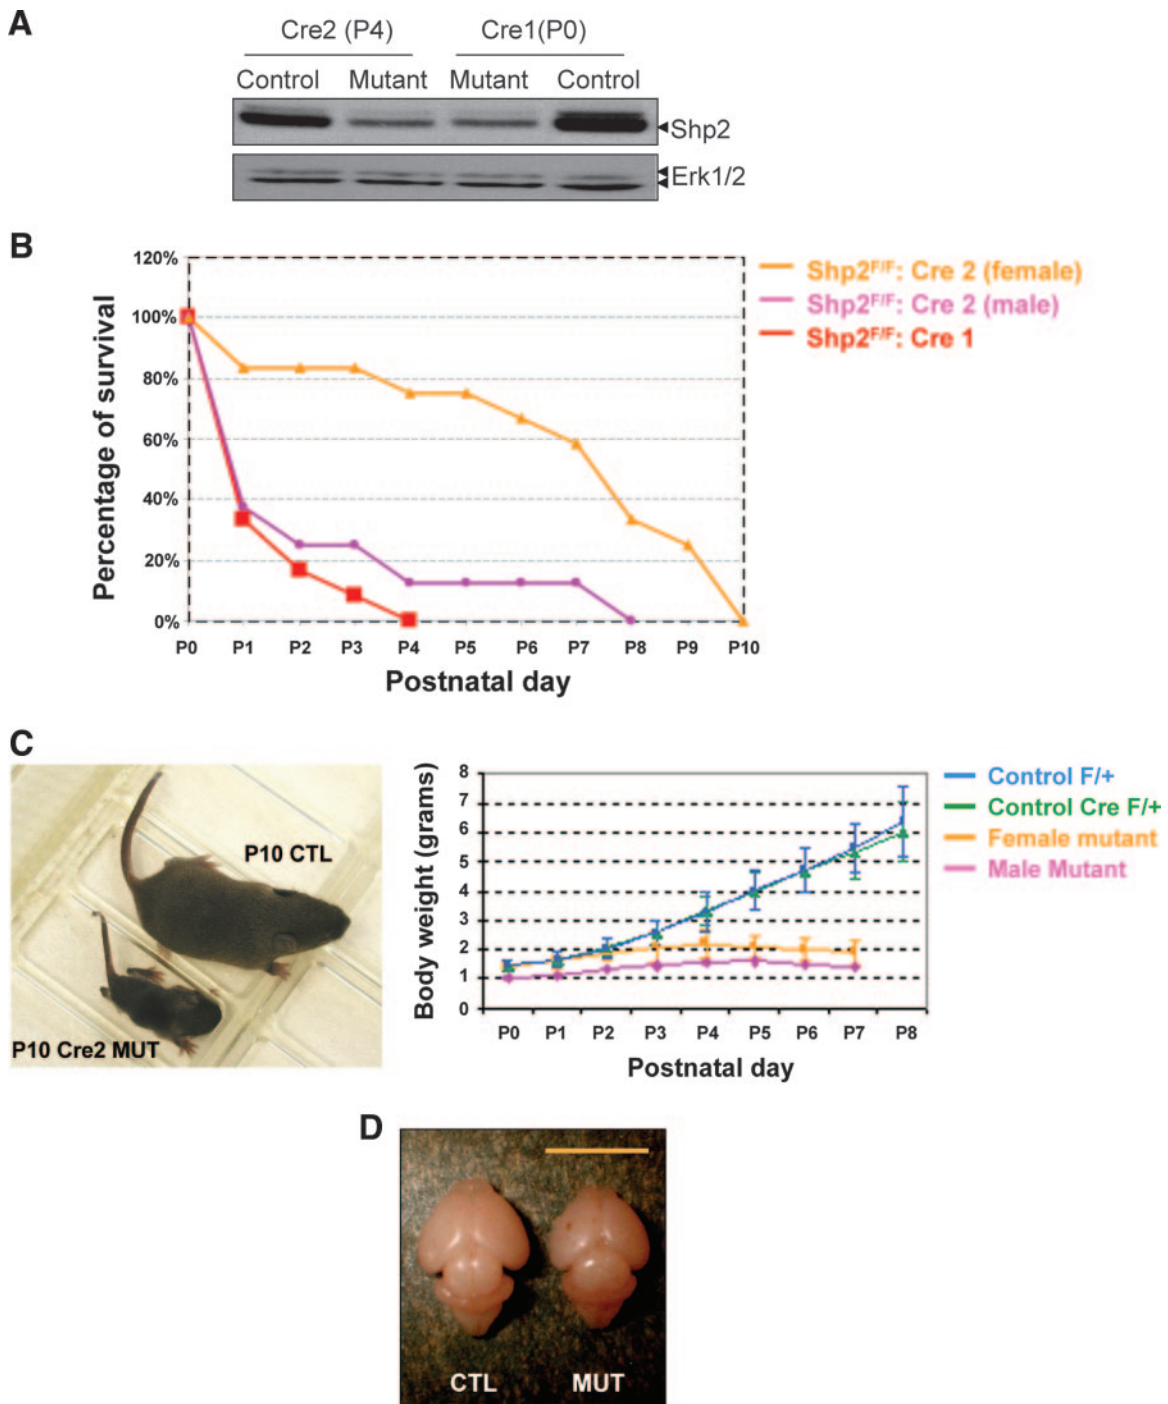 A
Cre2 (P4) Cre1(P0)
Control Mutant Mutant Control
Shp2
Erk1/2
B
Percentage of survival
120%
100%
80%
60%
40%
20%
0%
P0 P1 P2 P3 P4 P5 P6 P7 P8 P9 P10
Postnatal day
Shp2F/F: Cre 2 (female)
Shp2F/F: Cre 2 (male)
Shp2F/F: Cre 1
C
P10 CTL
P10 Cre2 MUT
Body weight (grams)
8
7
6
5
4
3
2
1
0
P0 P1 P2 P3 P4 P5 P6 P7 P8
Postnatal day
Control F/+
Control Cre F/+
Female mutant
Male Mutant
D
CTL MUT